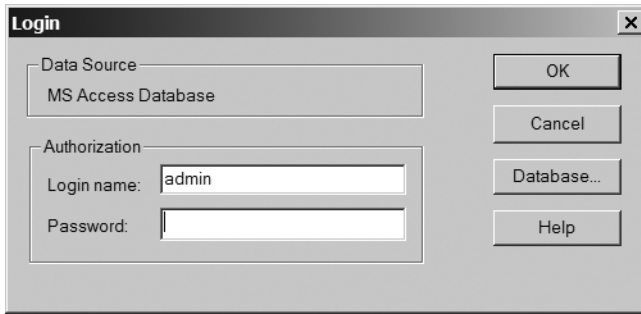 Login
Data Source
MS Access Database
Authorization
Login name: admin
Password:
OK
Cancel
Database...
Help